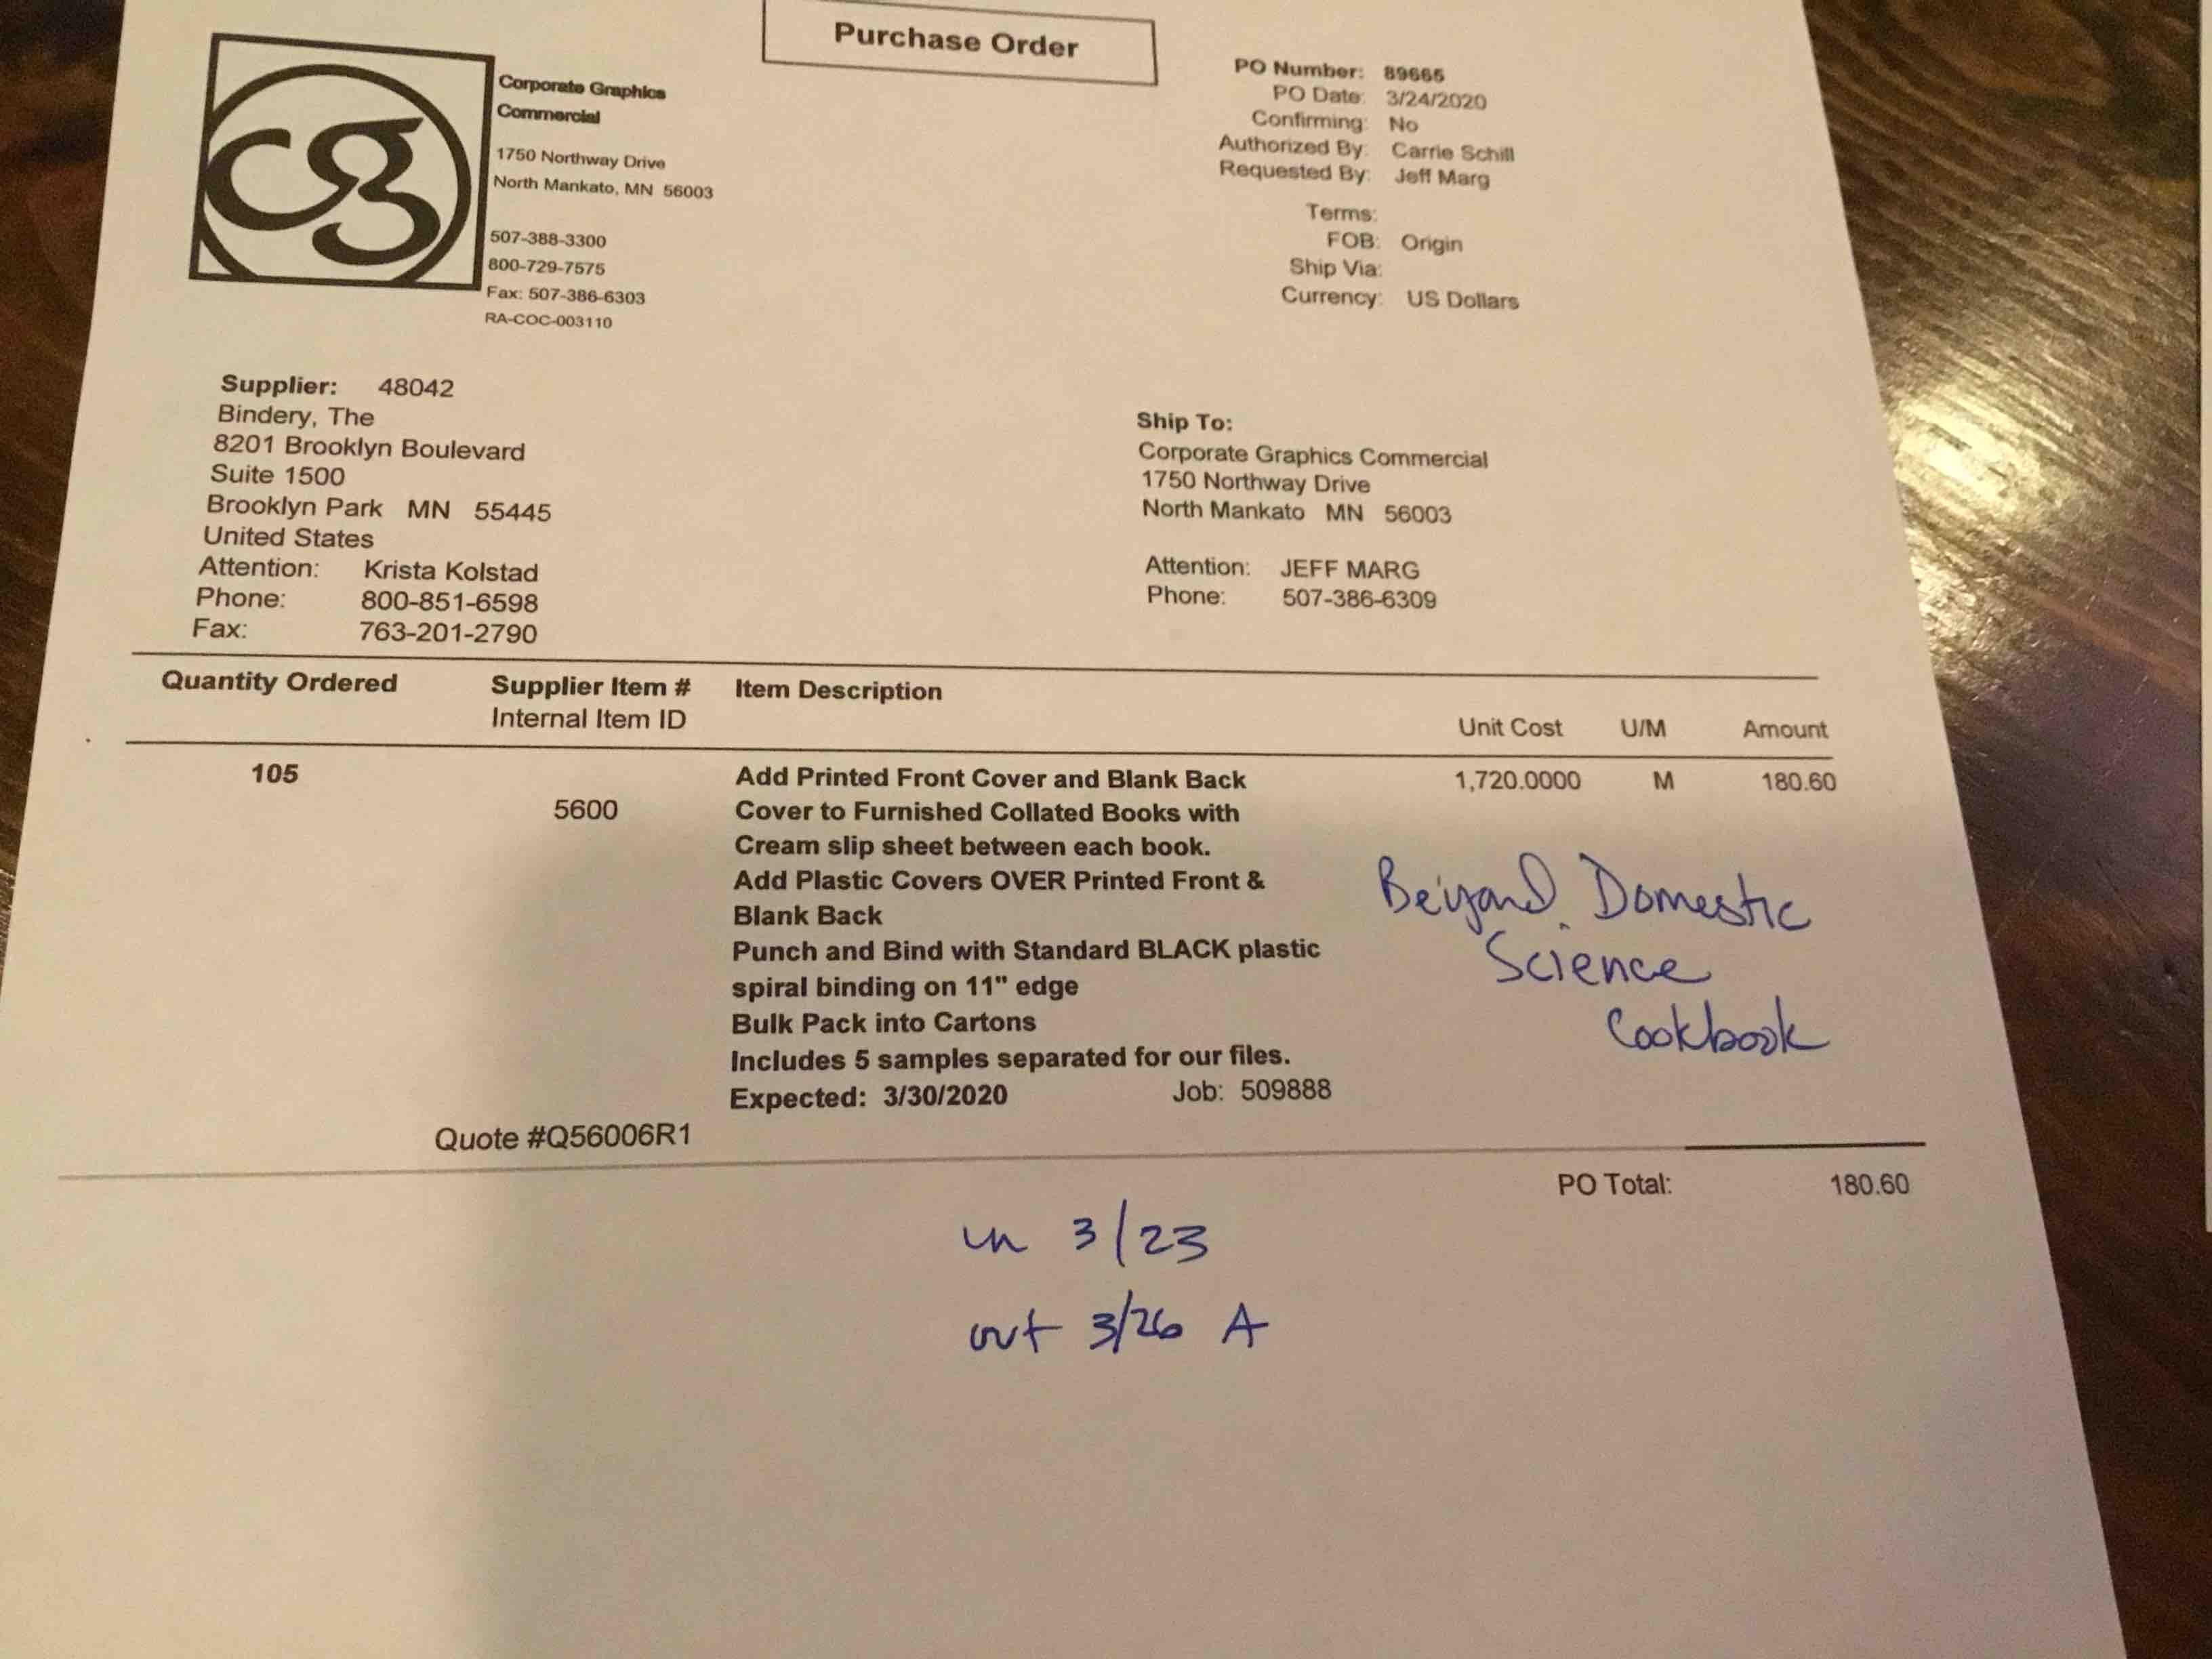 Purchase Order
cg
Corporate Graphics
Commercial
1750 Northway Drive
North Mankato, MN 56003
507-388-3300
800-729-7575
Fax: 507-386-6303
RA-COC-003110
PO Number: 89665
PO Date: 3/24/2020
Confirming: No
Authorized By: Carrie Schill
Requested By: Jeff Marg
Terms:
FOB: Origin
Ship Via:
Currency: US Dollars
Supplier: 48042
Bindery, The
8201 Brooklyn Boulevard
Suite 1500
Brooklyn Park MN 55445
United States
Attention: Krista Kolstad
Phone: 800-851-6598
Fax: 763-201-2790
Ship To:
Corporate Graphics Commercial
1750 Northway Drive
North Mankato MN 56003
Attention: JEFF MARG
Phone: 507-386-6309
Quantity Ordered Supplier Item # Item Description
Internal Item ID Unit Cost U/M Amount
105 Add Printed Front Cover and Blank Back 1,720.0000 M 180.60
5600 Cover to Furnished Collated Books with
Cream slip sheet between each book.
Add Plastic Covers OVER Printed Front &
Blank Back
Punch and Bind with Standard BLACK plastic
spiral binding on 11" edge
Bulk Pack into Cartons
Includes 5 samples separated for our files.
Expected: 3/30/2020 Job: 509888
Beyond Domestic
Science
Cookbook
Quote #Q56006R1
PO Total: 180.60
in 3/23
out 3/26 A